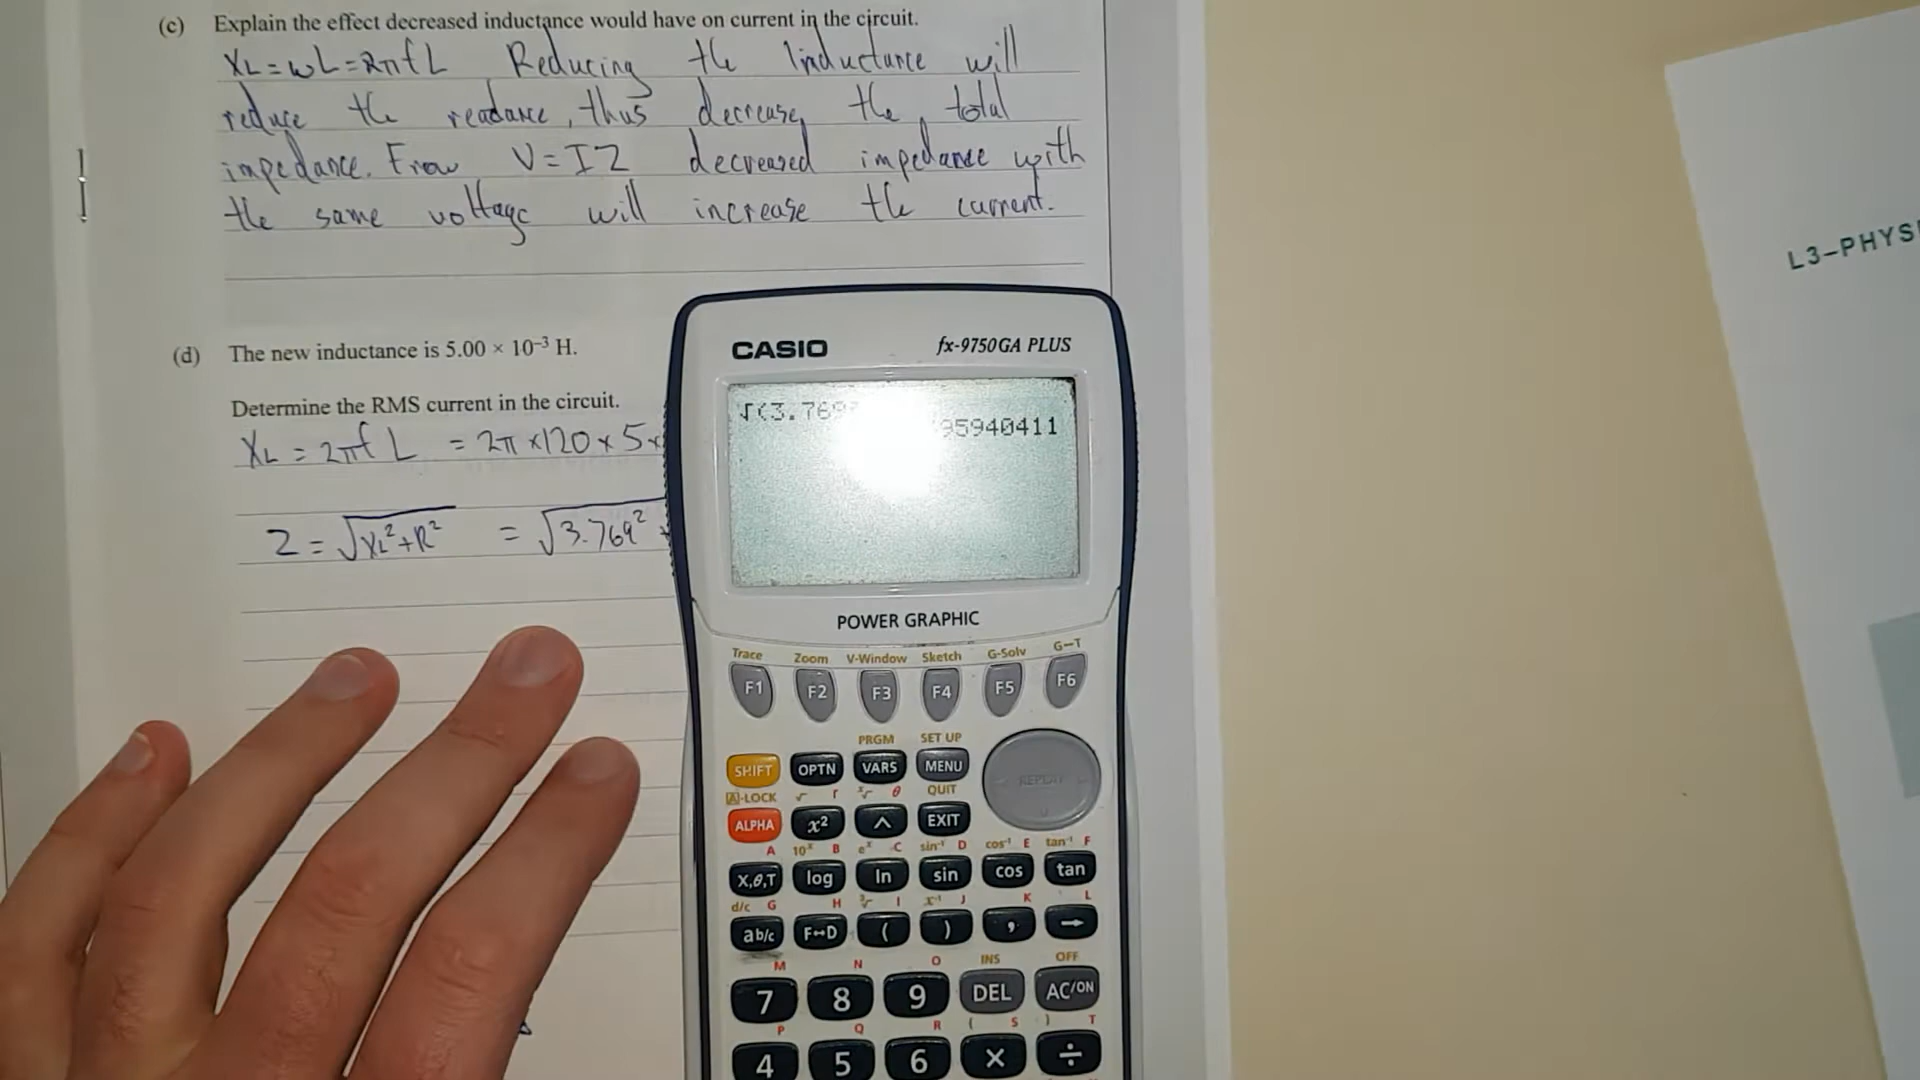 (c) Explain the effect decreased inductance would have on current in the circuit.
XL = ωL = 2πfL Reducing the Inductance will
reduce the reactance, thus decrease the total
impedance. From V = IZ decreased impedance with
the same voltage will increase the current.
(d) The new inductance is 5.00 × 10⁻³ H.
Determine the RMS current in the circuit.
XL = 2πf L = 2π × 120 × 5 ×
Z = √XL² + R² = √3.769² +
L3–PHYS
CASIO fx-9750GA PLUS
√(3.769
95940411
POWER GRAPHIC
Trace Zoom V-Window Sketch G-Solv G↔T
F1 F2 F3 F4 F5 F6
PRGM SET UP
SHIFT OPTN VARS MENU REPLAY
A-LOCK √ r ˣ√ θ QUIT
ALPHA x² ^ EXIT
A 10ˣ B eˣ C sin⁻¹ D cos⁻¹ E tan⁻¹ F
X,θ,T log ln sin cos tan
d/c G H ³√ I x⁻¹ J K L
ab/c F↔D ( ) , →
M N O INS OFF
7 8 9 DEL AC/ON
P Q R ( S ) T
4 5 6 × ÷